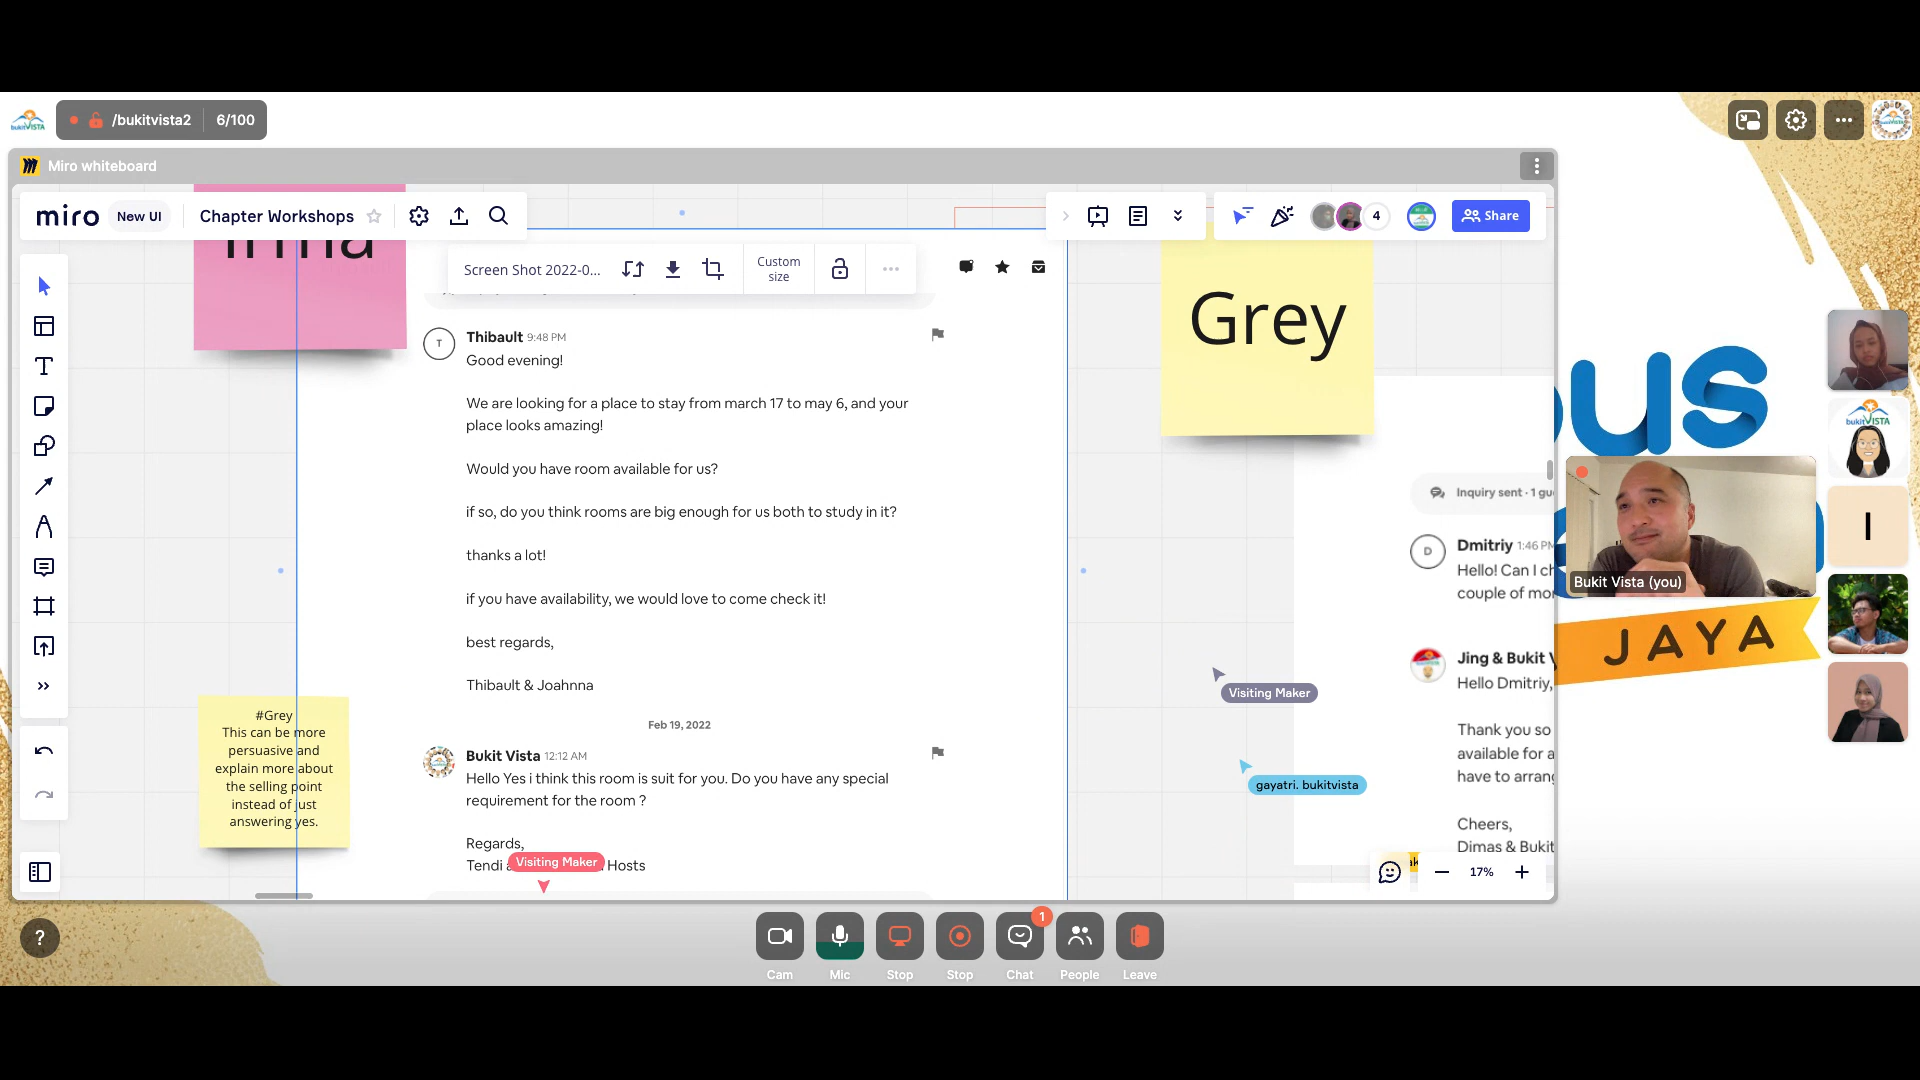 bukitVISTA
/bukitvista2
6/100
Miro whiteboard
miro
New UI
Chapter Workshops
4
Share
Irina
Screen Shot 2022-0...
Custom
size
Grey
Thibault 9:48 PM
Good evening!
We are looking for a place to stay from march 17 to may 6, and your
place looks amazing!
Would you have room available for us?
if so, do you think rooms are big enough for us both to study in it?
thanks a lot!
if you have availability, we would love to come check it!
best regards,
Thibault & Joahnna
Feb 19, 2022
Bukit Vista 12:12 AM
Hello Yes i think this room is suit for you. Do you have any special
requirement for the room ?
Regards,
Tendi
Hosts
Visiting Maker
#Grey
This can be more
persuasive and
explain more about
the selling point
instead of just
answering yes.
T
Inquiry sent · 1
D
Dmitriy 1:46 PM
Hello! Can I
couple of
Jing & Bukit
Hello Dmitriy,
Thank you so
available for a
have to
Cheers,
Dimas & Bukit
Visiting Maker
gayatri. bukitvista
17%
us
JAYA
bukitVISTA
I
Bukit Vista (you)
?
1
Cam
Mic
Stop
Stop
Chat
People
Leave